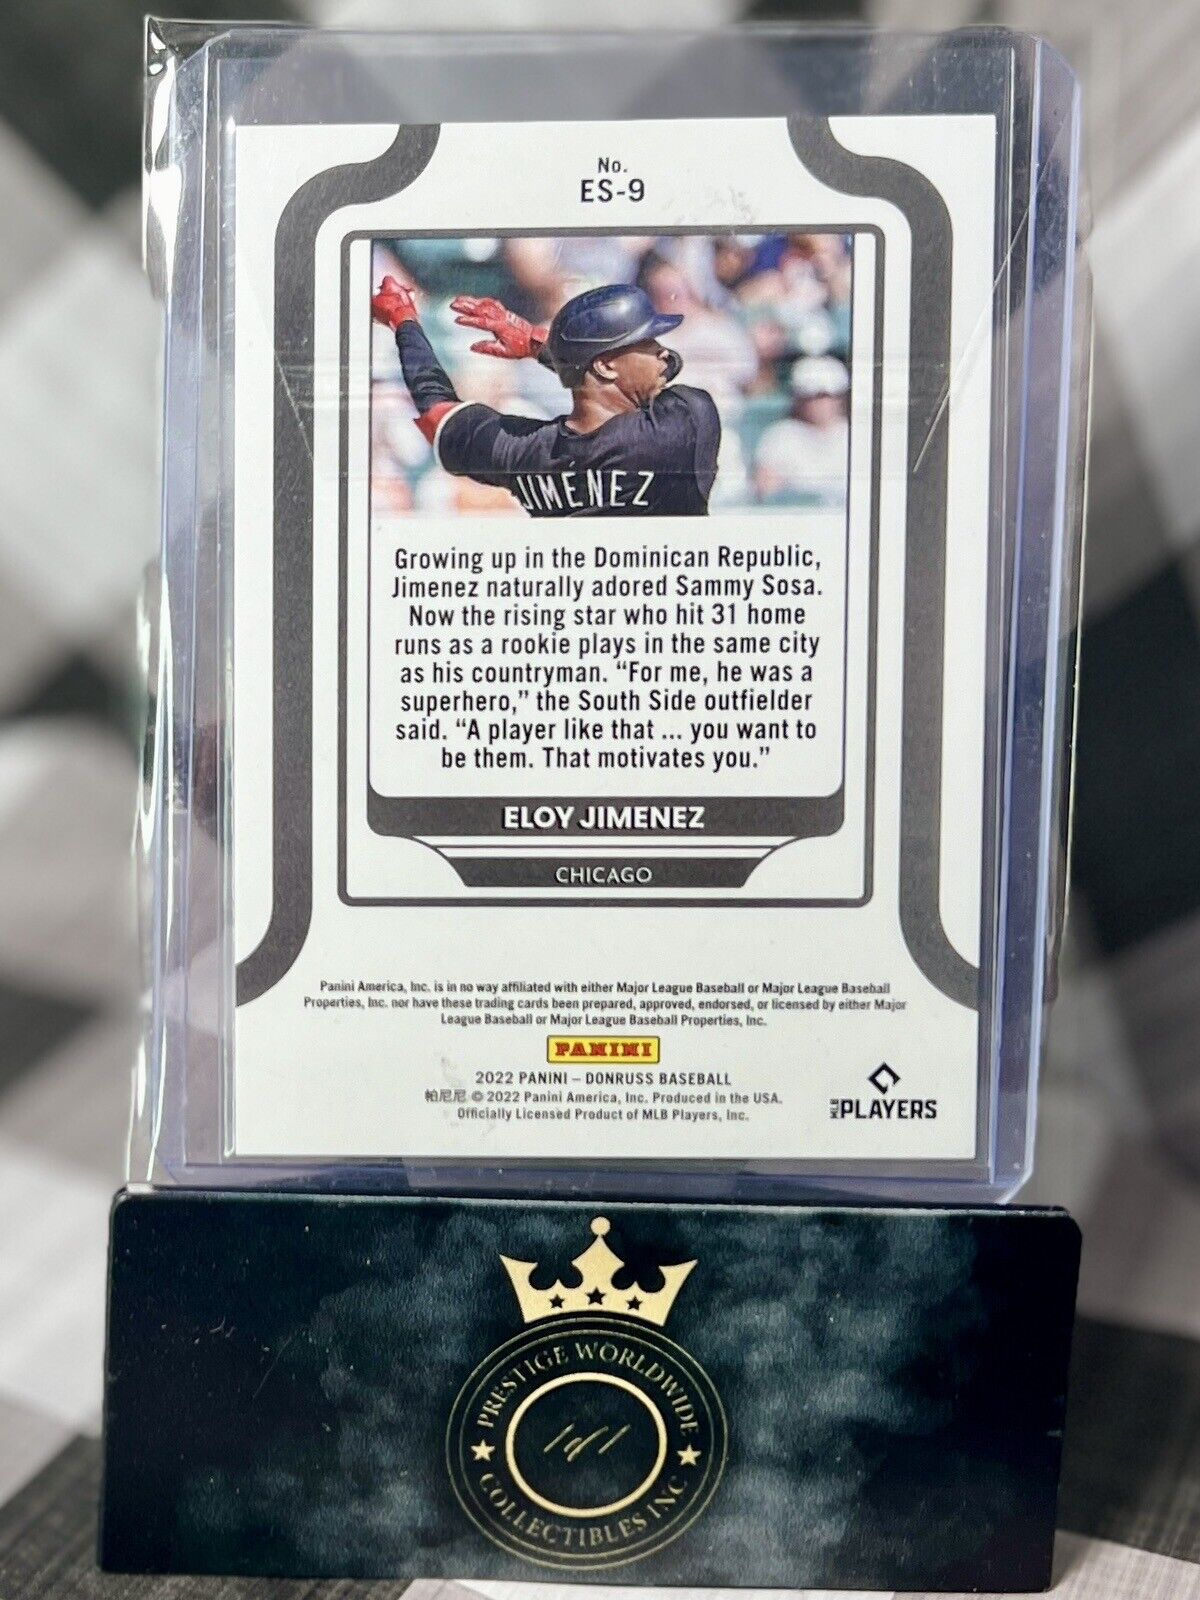 No.
ES-9
JIMÉNEZ
Growing up in the Dominican Republic,
Jimenez naturally adored Sammy Sosa.
Now the rising star who hit 31 home
runs as a rookie plays in the same city
as his countryman. “For me, he was a
superhero,” the South Side outfielder
said. “A player like that ... you want to
be them. That motivates you.”
ELOY JIMENEZ
CHICAGO
Panini America, Inc. is in no way affiliated with either Major League Baseball or Major League Baseball
Properties, Inc. nor have these trading cards been prepared, approved, endorsed, or licensed by either Major
League Baseball or Major League Baseball Properties, Inc.
PANINI
2022 PANINI – DONRUSS BASEBALL
帕尼尼 © 2022 Panini America, Inc. Produced in the USA.
Officially Licensed Product of MLB Players, Inc.
MLB PLAYERS
PRESTIGE WORLDWIDE
1of1
COLLECTIBLES INC